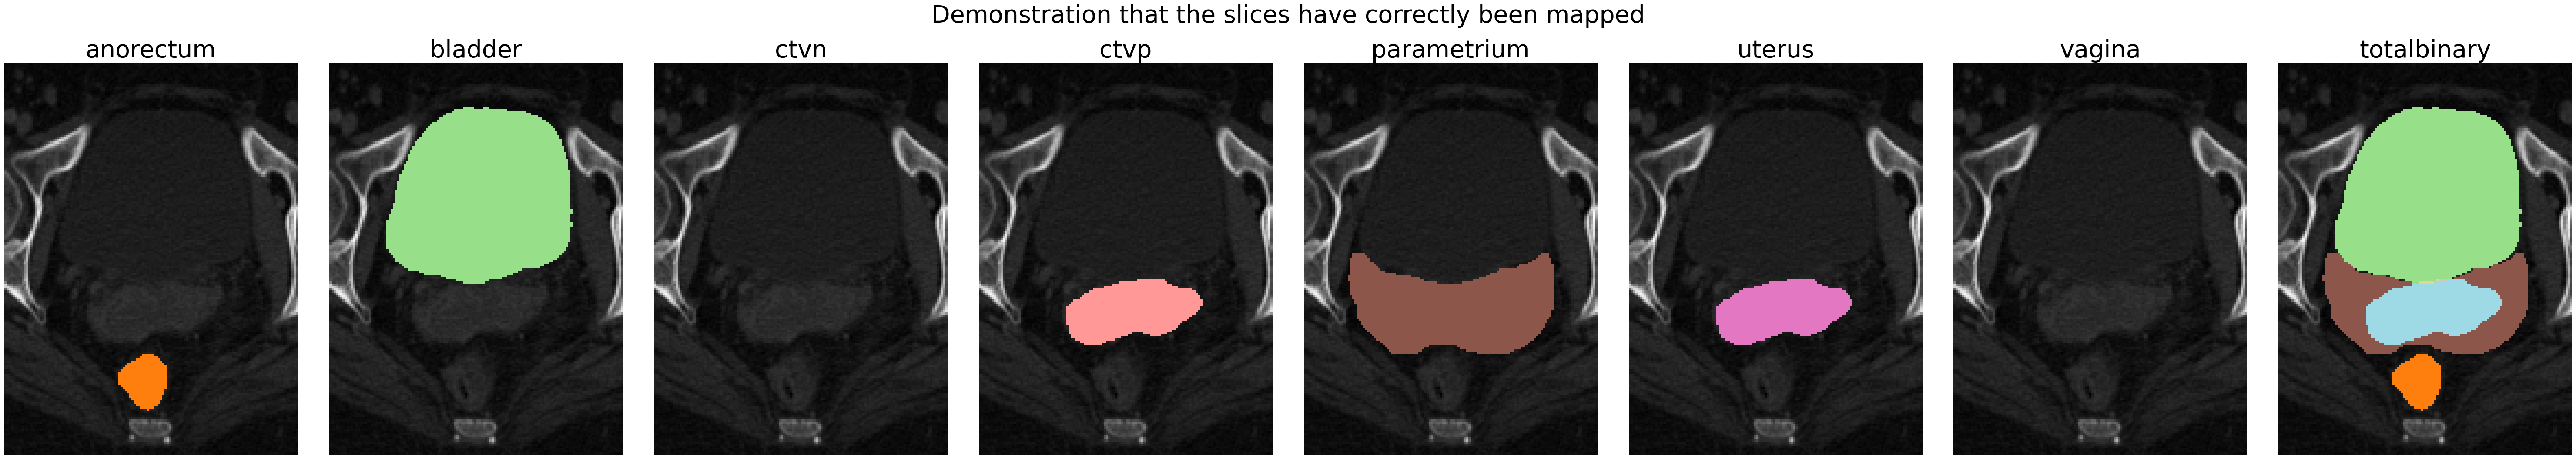 Demonstration that the slices have correctly been mapped
anorectum bladder ctvn ctvp parametrium uterus vagina totalbinary